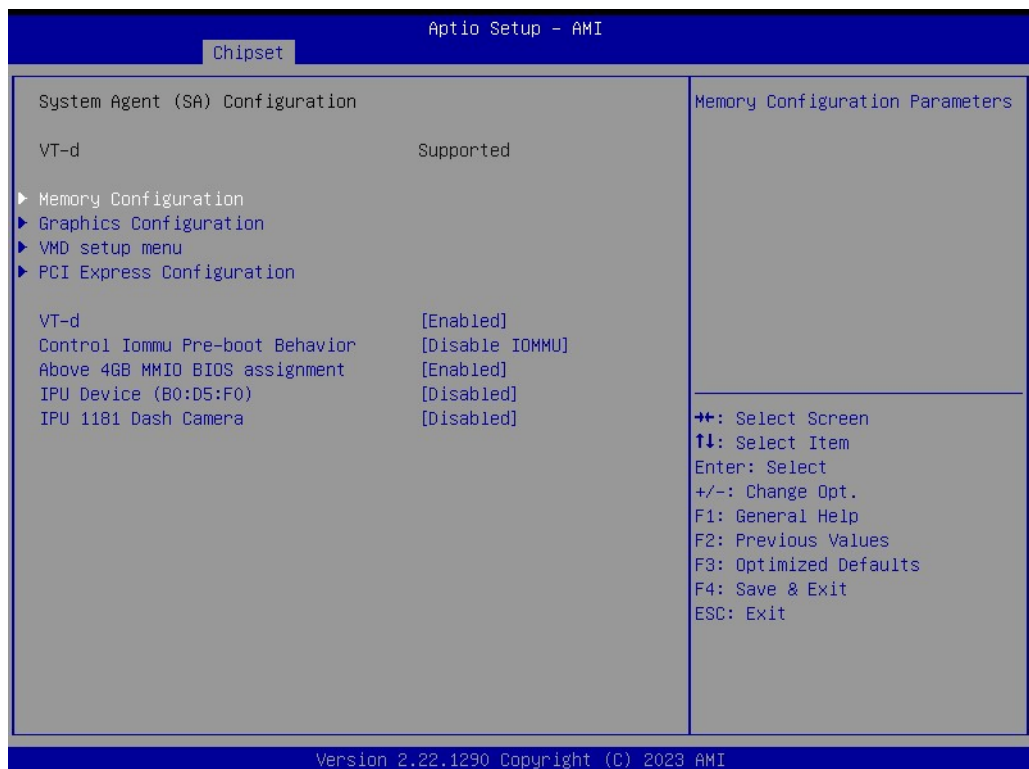 Aptio Setup - AMI
Chipset
System Agent (SA) Configuration
VT-d Supported
Memory Configuration
Graphics Configuration
VMD setup menu
PCI Express Configuration
VT-d [Enabled]
Control Iommu Pre-boot Behavior [Disable IOMMU]
Above 4GB MMIO BIOS assignment [Enabled]
IPU Device (B0:D5:F0) [Disabled]
IPU 1181 Dash Camera [Disabled]
Memory Configuration Parameters
→←: Select Screen
↑↓: Select Item
Enter: Select
+/-: Change Opt.
F1: General Help
F2: Previous Values
F3: Optimized Defaults
F4: Save & Exit
ESC: Exit
Version 2.22.1290 Copyright (C) 2023 AMI